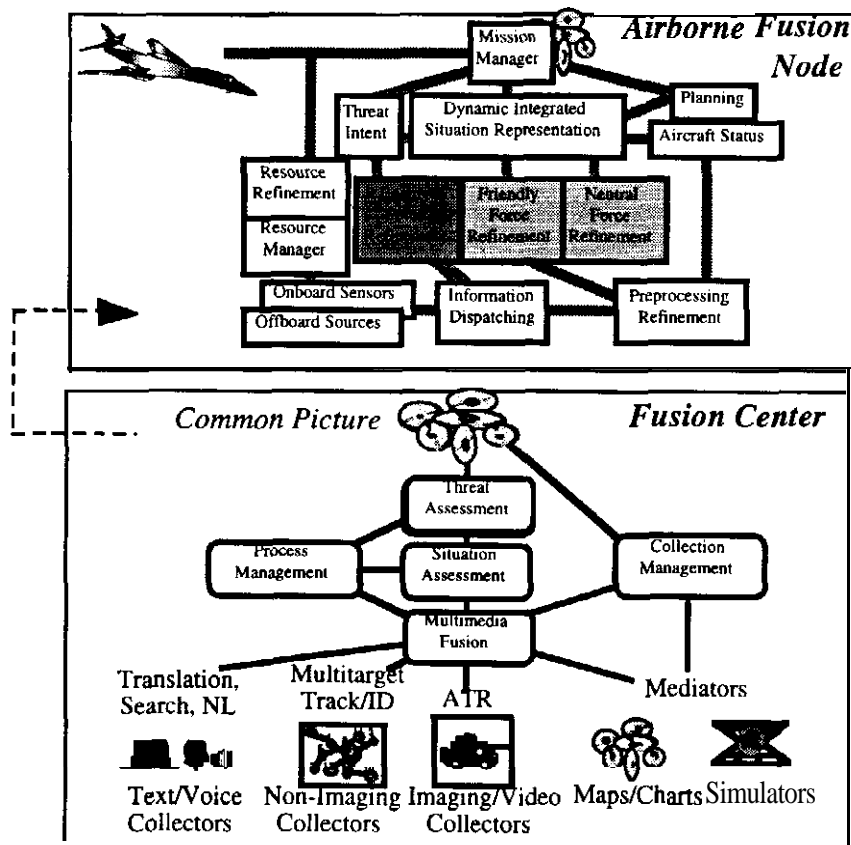 Airborne Fusion
Node
Mission
Manager
Planning
Threat
Intent
Dynamic Integrated
Situation Representation
Aircraft Status
Resource
Refinement
Friendly
Force
Refinement
Neutral
Force
Refinement
Resource
Manager
Onboard Sensors
Offboard Sources
Information
Dispatching
Preprocessing
Refinement
Common Picture
Fusion Center
Threat
Assessment
Process
Management
Situation
Assessment
Collection
Management
Multimedia
Fusion
Translation,
Search, NL
Multitarget
Track/ID
ATR
Mediators
Text/Voice
Collectors
Non-Imaging
Collectors
Imaging/Video
Collectors
Maps/Charts
Simulators